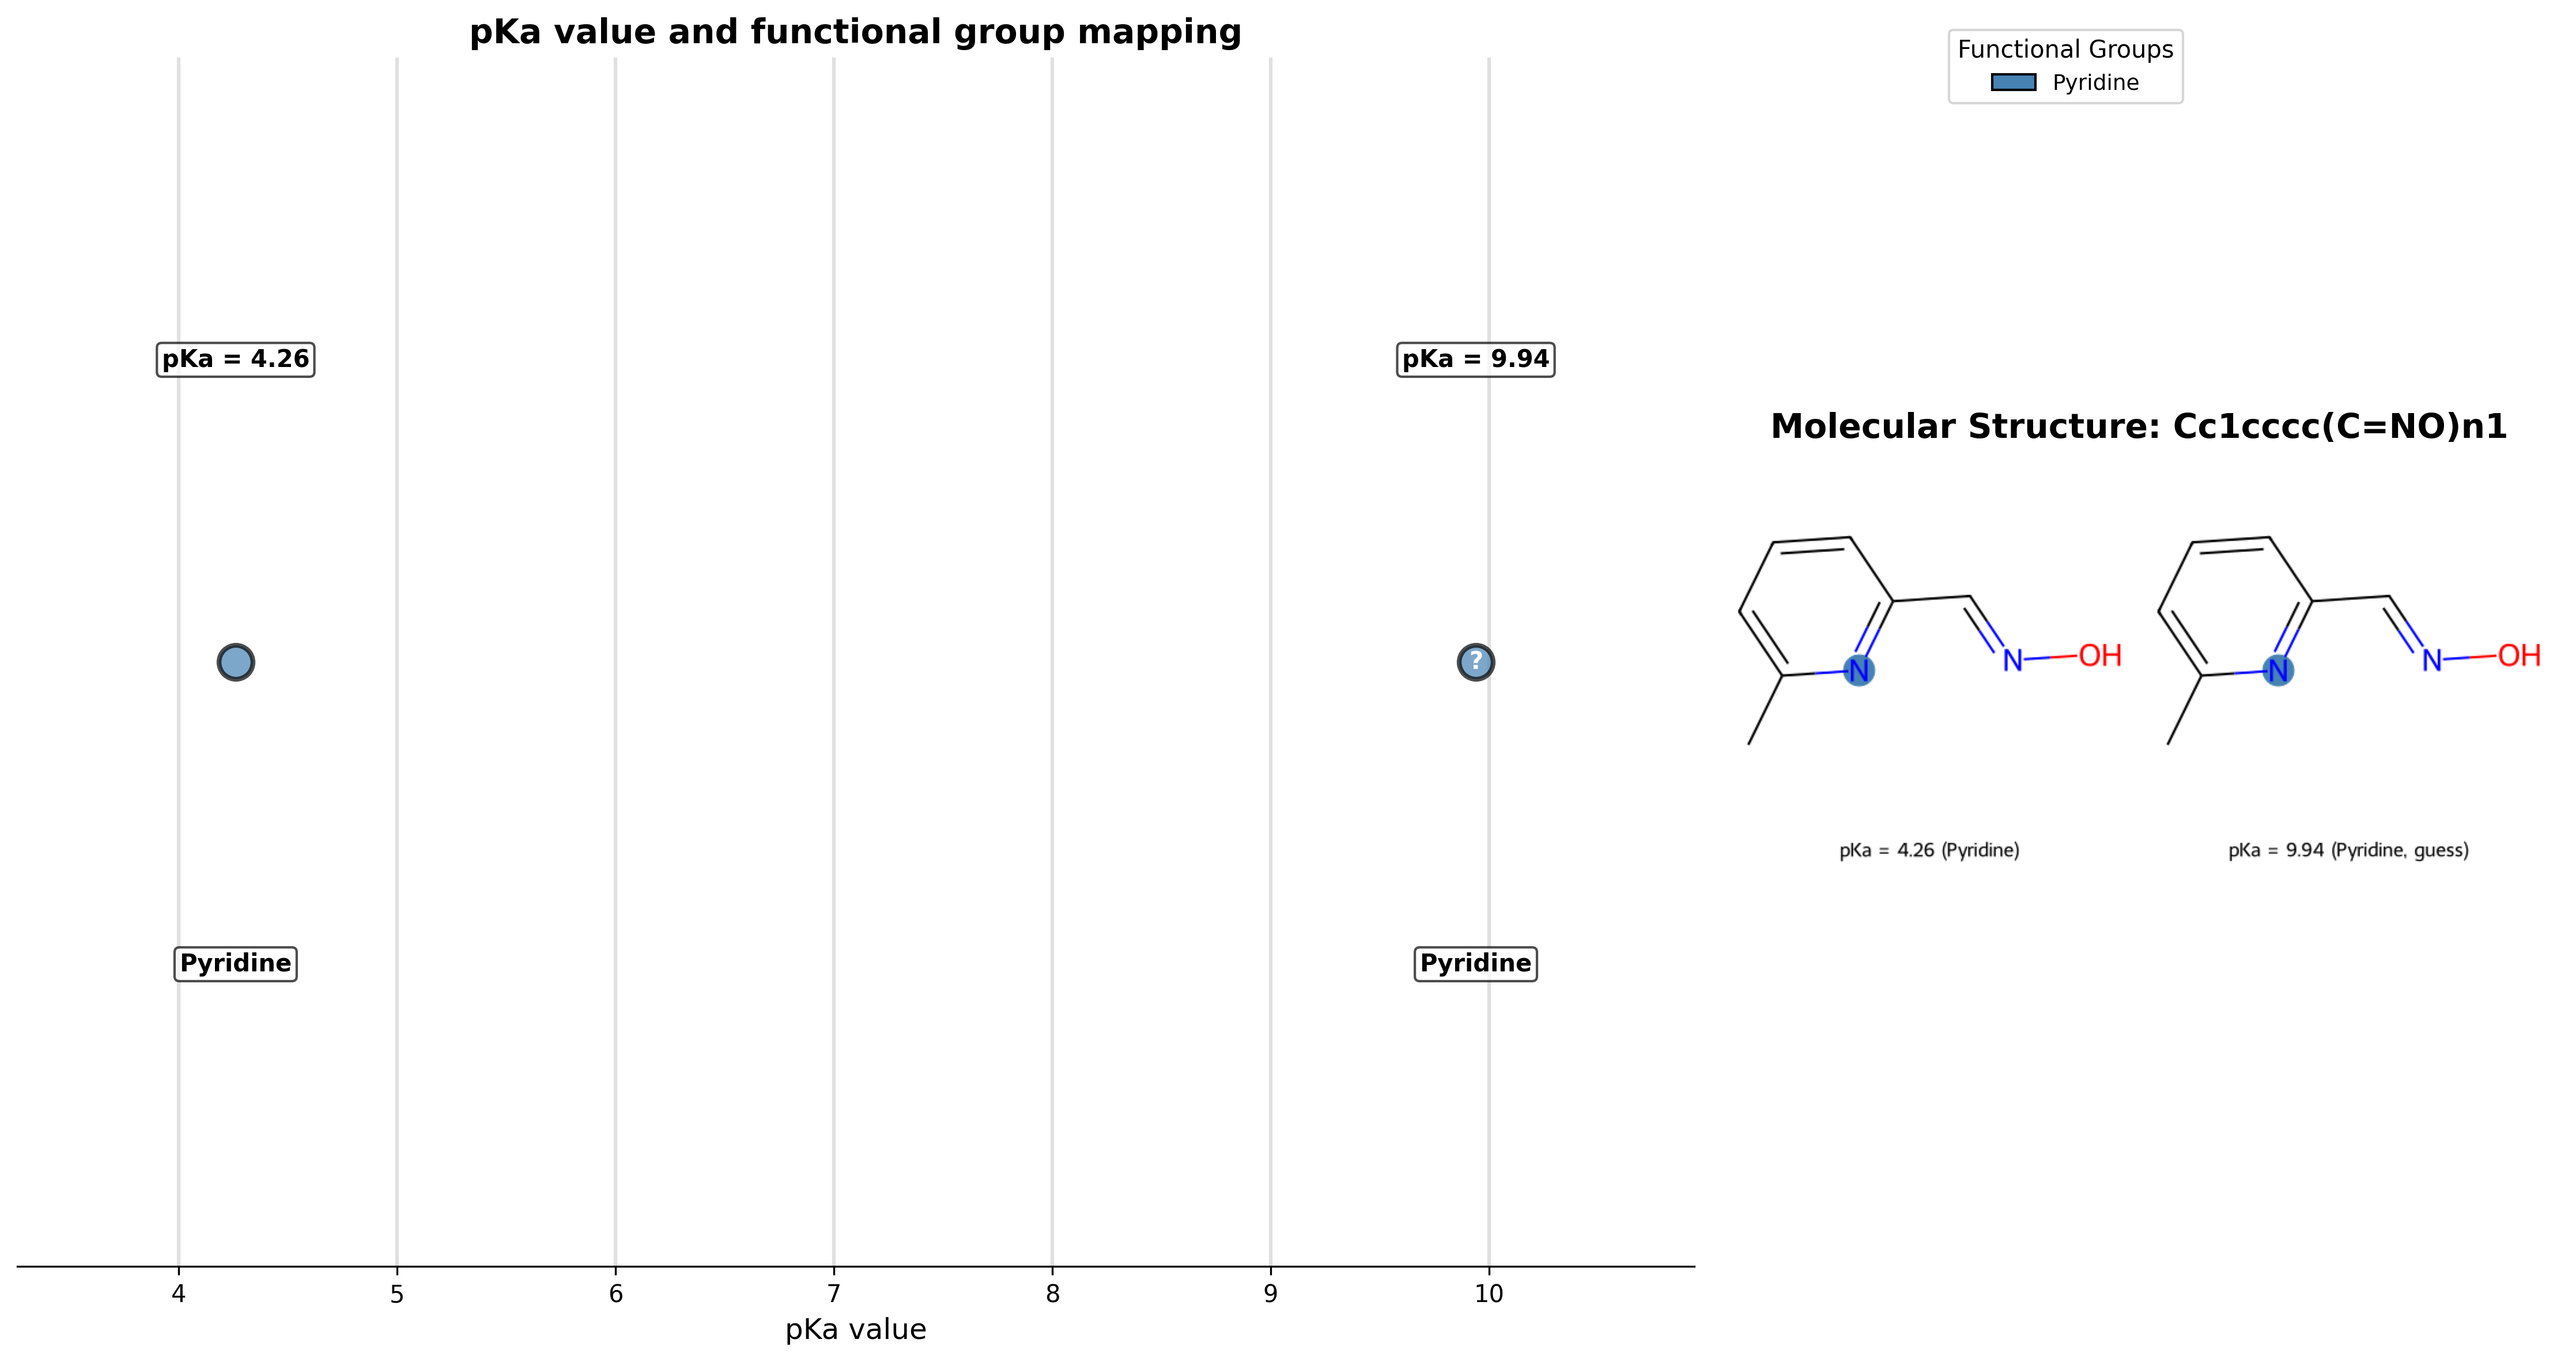 pKa value and functional group mapping
pKa = 4.26
pKa = 9.94
?
Pyridine
Pyridine
4 5 6 7 8 9 10
pKa value
Functional Groups
Pyridine
Molecular Structure: Cc1cccc(C=NO)n1
N N OH
N N OH
pKa = 4.26 (Pyridine)
pKa = 9.94 (Pyridine, guess)